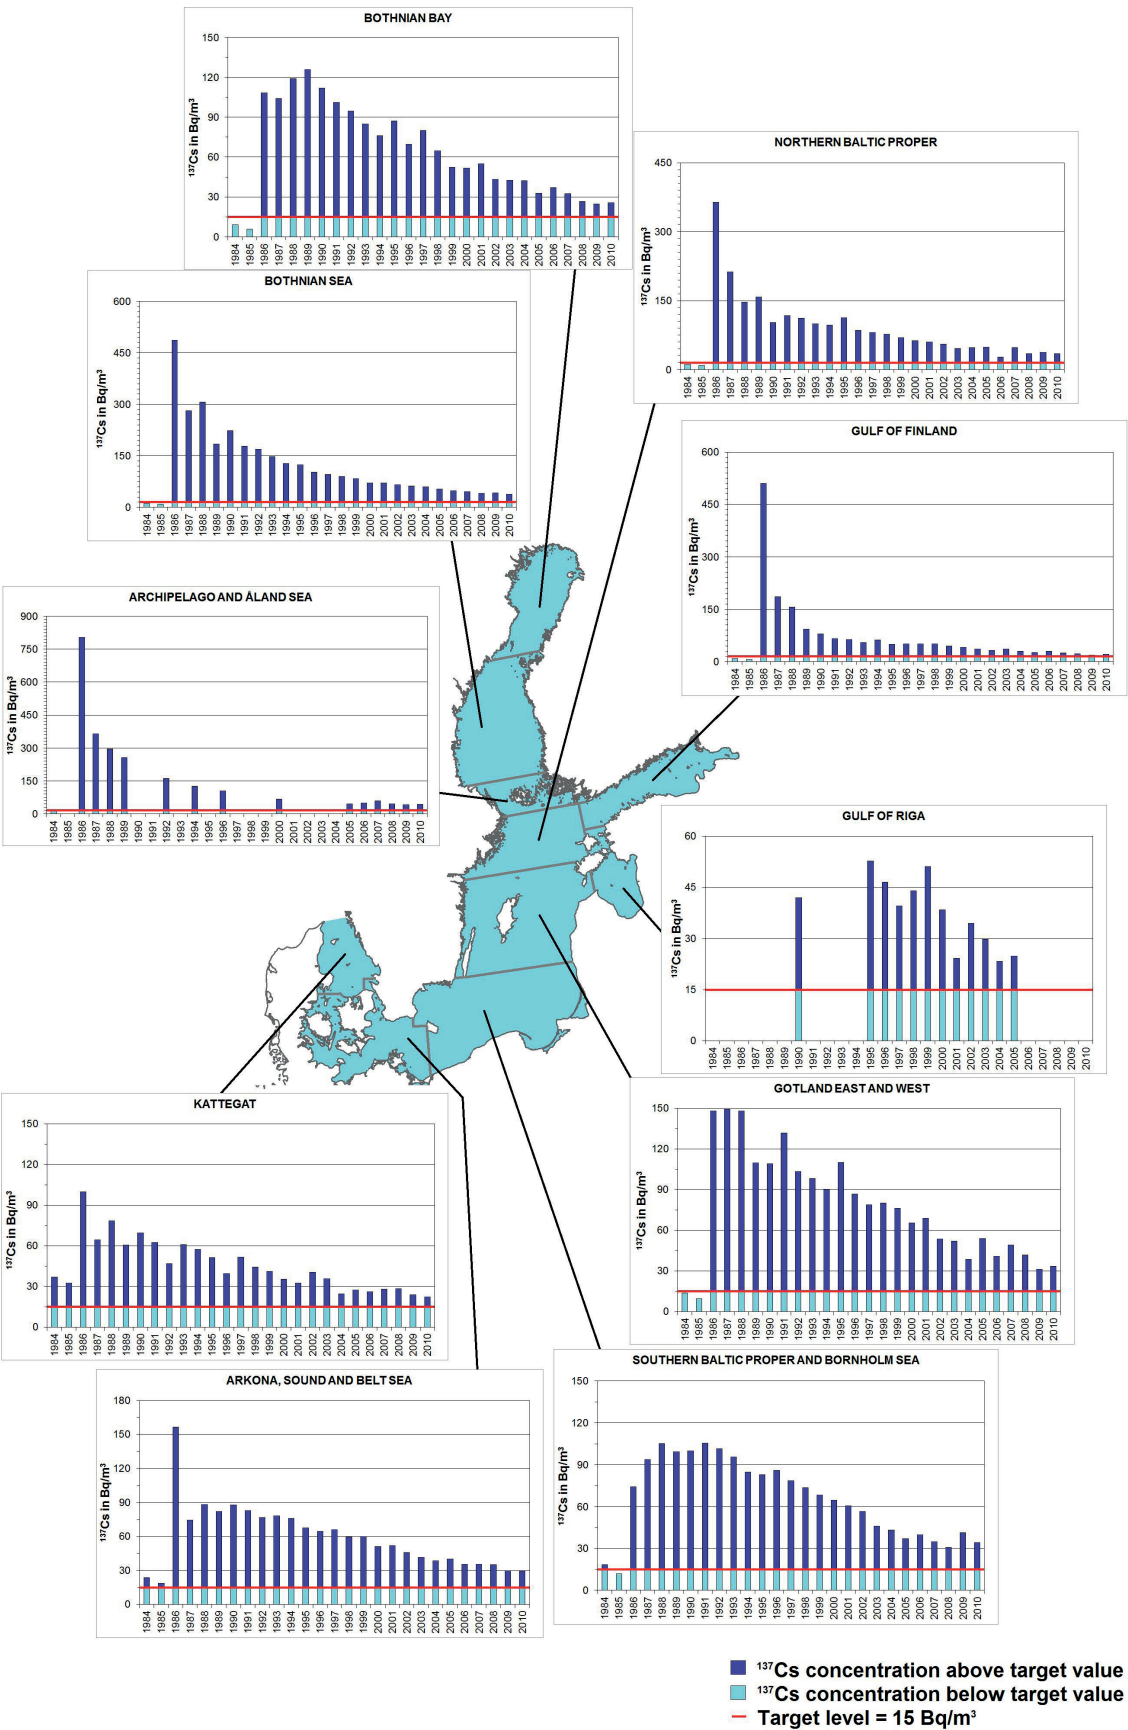 BOTHNIAN BAY
¹³⁷Cs in Bq/m³
150
120
90
60
30
0
1984 1985 1986 1987 1988 1989 1990 1991 1992 1993 1994 1995 1996 1997 1998 1999 2000 2001 2002 2003 2004 2005 2006 2007 2008 2009 2010
NORTHERN BALTIC PROPER
¹³⁷Cs in Bq/m³
450
300
150
0
1984 1985 1986 1987 1988 1989 1990 1991 1992 1993 1994 1995 1996 1997 1998 1999 2000 2001 2002 2003 2004 2005 2006 2007 2008 2009 2010
BOTHNIAN SEA
¹³⁷Cs in Bq/m³
600
450
300
150
0
1984 1985 1986 1987 1988 1989 1990 1991 1992 1993 1994 1995 1996 1997 1998 1999 2000 2001 2002 2003 2004 2005 2006 2007 2008 2009 2010
GULF OF FINLAND
¹³⁷Cs in Bq/m³
600
450
300
150
0
1984 1985 1986 1987 1988 1989 1990 1991 1992 1993 1994 1995 1996 1997 1998 1999 2000 2001 2002 2003 2004 2005 2006 2007 2008 2009 2010
ARCHIPELAGO AND ÅLAND SEA
¹³⁷Cs in Bq/m³
900
750
600
450
300
150
0
1984 1985 1986 1987 1988 1989 1990 1991 1992 1993 1994 1995 1996 1997 1998 1999 2000 2001 2002 2003 2004 2005 2006 2007 2008 2009 2010
GULF OF RIGA
¹³⁷Cs in Bq/m³
60
45
30
15
0
1984 1985 1986 1987 1988 1989 1990 1991 1992 1993 1994 1995 1996 1997 1998 1999 2000 2001 2002 2003 2004 2005 2006 2007 2008 2009 2010
KATTEGAT
¹³⁷Cs in Bq/m³
150
120
90
60
30
0
1984 1985 1986 1987 1988 1989 1990 1991 1992 1993 1994 1995 1996 1997 1998 1999 2000 2001 2002 2003 2004 2005 2006 2007 2008 2009 2010
GOTLAND EAST AND WEST
¹³⁷Cs in Bq/m³
150
120
90
60
30
0
1984 1985 1986 1987 1988 1989 1990 1991 1992 1993 1994 1995 1996 1997 1998 1999 2000 2001 2002 2003 2004 2005 2006 2007 2008 2009 2010
ARKONA, SOUND AND BELT SEA
¹³⁷Cs in Bq/m³
180
150
120
90
60
30
0
1984 1985 1986 1987 1988 1989 1990 1991 1992 1993 1994 1995 1996 1997 1998 1999 2000 2001 2002 2003 2004 2005 2006 2007 2008 2009 2010
SOUTHERN BALTIC PROPER AND BORNHOLM SEA
¹³⁷Cs in Bq/m³
150
120
90
60
30
0
1984 1985 1986 1987 1988 1989 1990 1991 1992 1993 1994 1995 1996 1997 1998 1999 2000 2001 2002 2003 2004 2005 2006 2007 2008 2009 2010
¹³⁷Cs concentration above target value
¹³⁷Cs concentration below target value
Target level = 15 Bq/m³